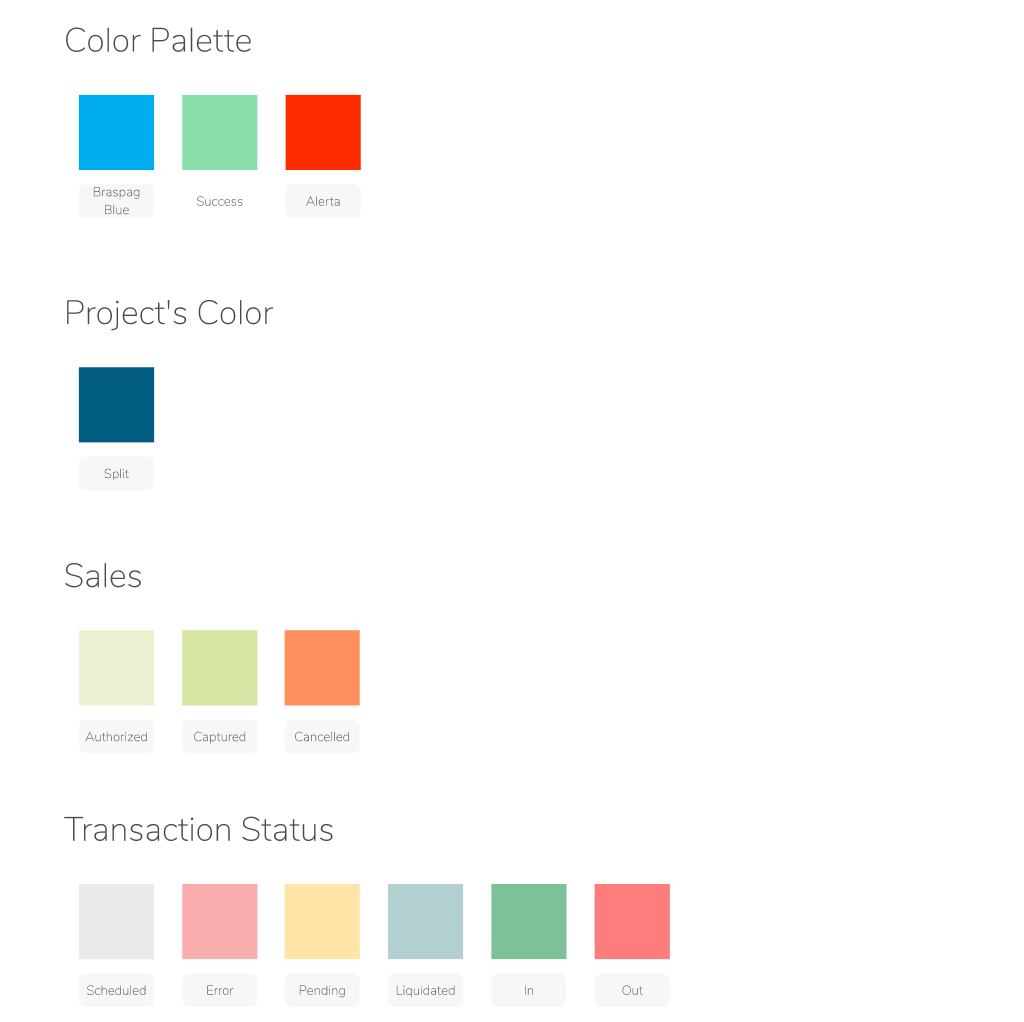 Color Palette
Braspag
Blue
Success
Alerta
Project's Color
Split
Sales
Authorized
Captured
Cancelled
Transaction Status
Scheduled
Error
Pending
Liquidated
In
Out